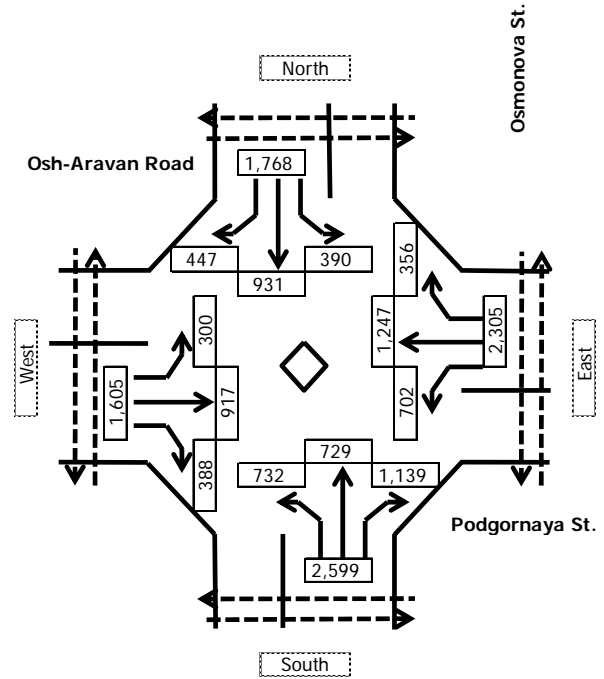 Osmonova St.
North
Osh-Aravan Road
1,768
447
390
931
356
300
1,247
2,305
West
East
1,605
917
702
388
729
732
1,139
Podgornaya St.
2,599
South